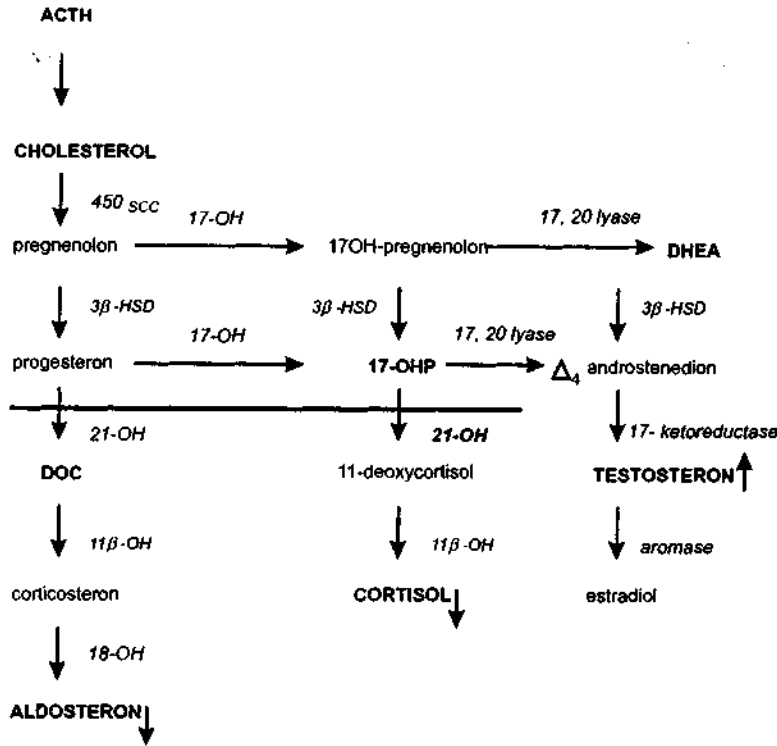 ACTH
CHOLESTEROL
450 SCC
17-OH
17, 20 lyase
pregnenolon
17OH-pregnenolon
DHEA
3β-HSD
3β-HSD
3β-HSD
17-OH
17, 20 lyase
progesteron
17-OHP
Δ4 androstenedion
21-OH
21-OH
17- ketoreductase
DOC
11-deoxycortisol
TESTOSTERON
11β-OH
11β-OH
aromase
corticosteron
CORTISOL
estradiol
18-OH
ALDOSTERON